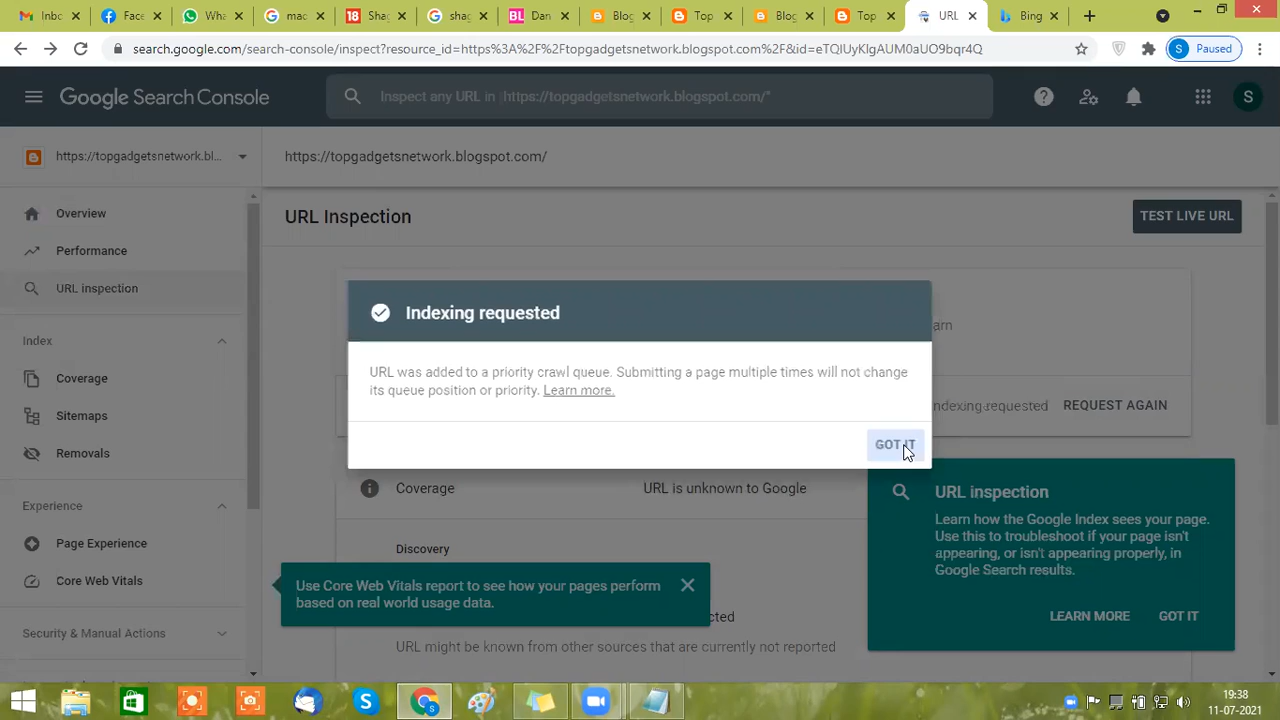 Inbo
Face
Wha
mac
Shag
shag
Dan
Blog
Top
Blog
Top
URL
Bing
search.google.com/search-console/inspect?resource_id=https%3A%2F%2Ftopgadgetsnetwork.blogspot.com%2F&id=eTQIUyKlgAUM0aUO9bqr4Q
S Paused
Google Search Console
Inspect any URL in "https://topgadgetsnetwork.blogspot.com/"
S
https://topgadgetsnetwork.bl...
https://topgadgetsnetwork.blogspot.com/
Overview
Performance
URL inspection
Index
Coverage
Sitemaps
Removals
Experience
Page Experience
Core Web Vitals
Security & Manual Actions
URL Inspection
TEST LIVE URL
earn
Indexing requested
URL was added to a priority crawl queue. Submitting a page multiple times will not change
its queue position or priority. Learn more.
GOT IT
Indexing requested REQUEST AGAIN
Coverage URL is unknown to Google
Discovery
Use Core Web Vitals report to see how your pages perform
based on real world usage data.
cted
URL might be known from other sources that are currently not reported
URL inspection
Learn how the Google Index sees your page.
Use this to troubleshoot if your page isn't
appearing, or isn't appearing properly, in
Google Search results.
LEARN MORE GOT IT
19:38
11-07-2021